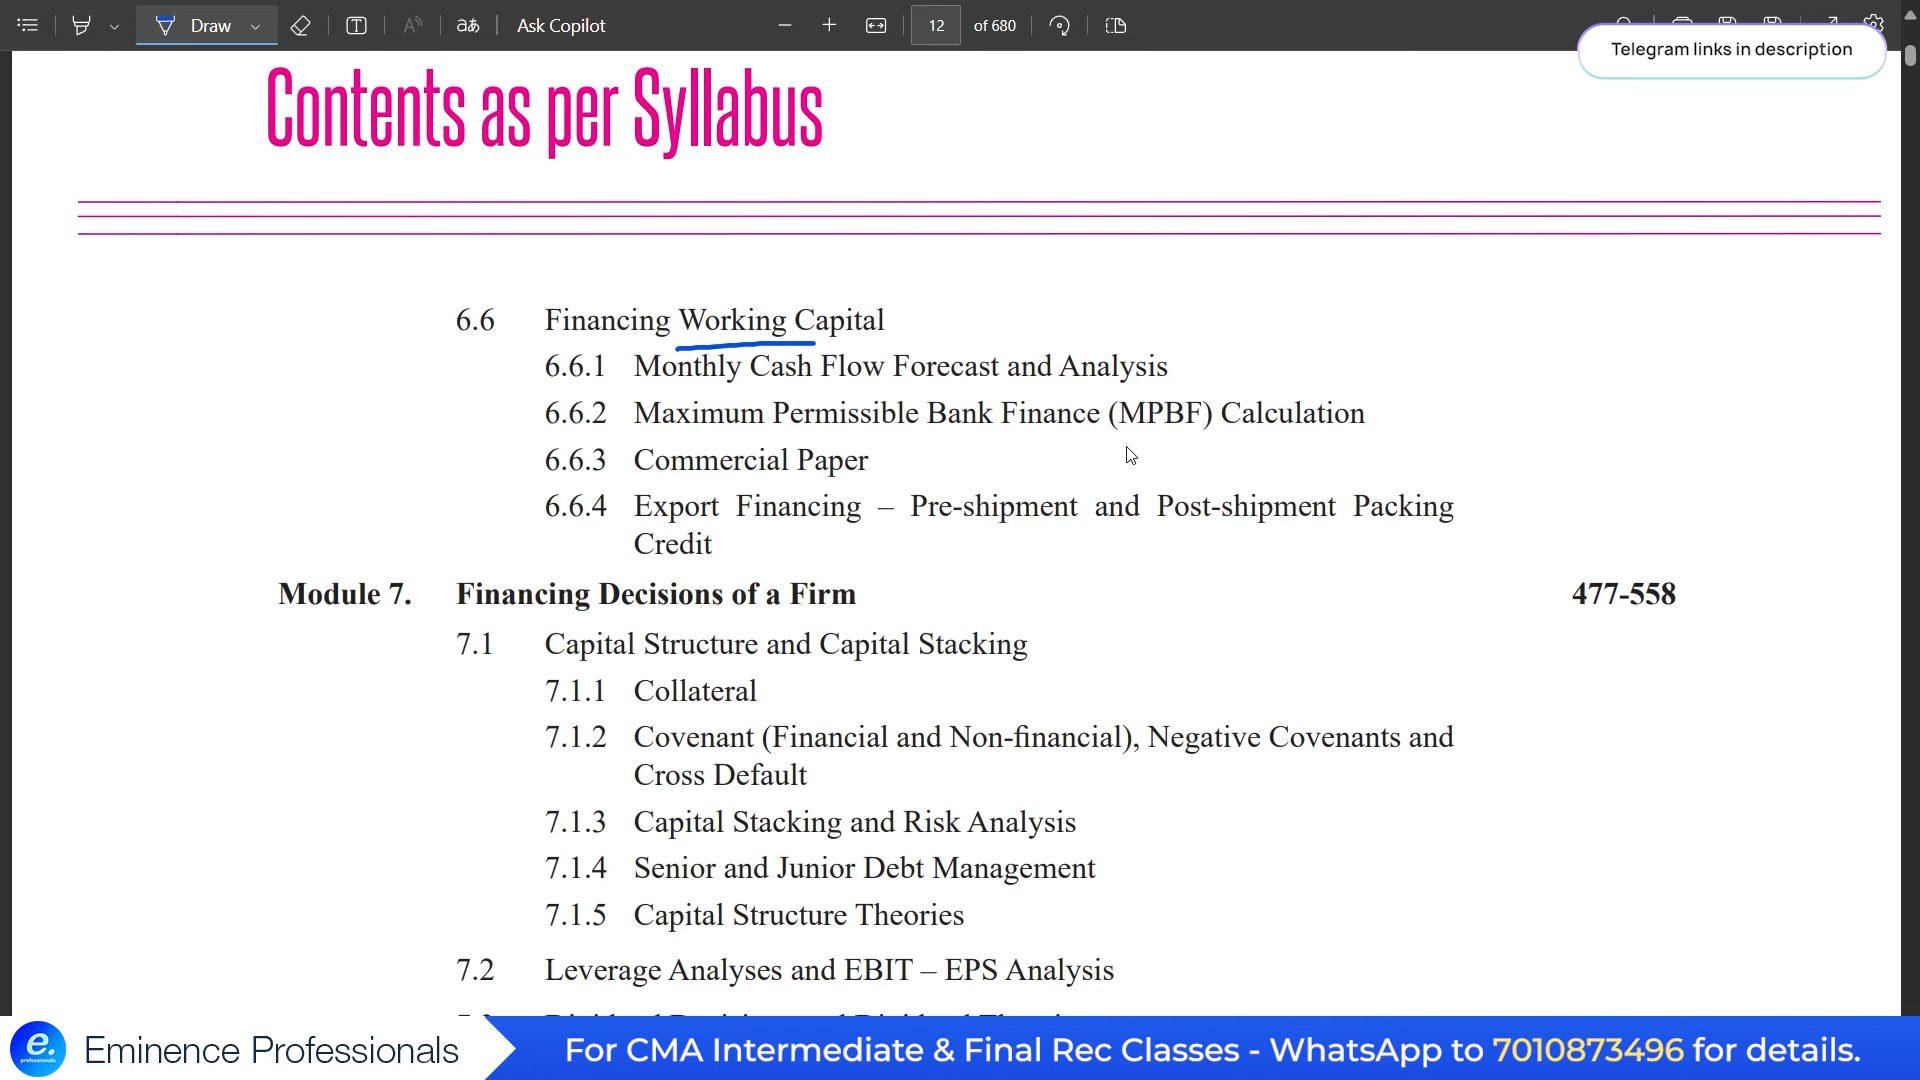 Draw
aあ
Ask Copilot
12
of 680
Telegram links in description
Contents as per Syllabus
6.6 Financing Working Capital
6.6.1 Monthly Cash Flow Forecast and Analysis
6.6.2 Maximum Permissible Bank Finance (MPBF) Calculation
6.6.3 Commercial Paper
6.6.4 Export Financing – Pre-shipment and Post-shipment Packing
Credit
Module 7. Financing Decisions of a Firm 477-558
7.1 Capital Structure and Capital Stacking
7.1.1 Collateral
7.1.2 Covenant (Financial and Non-financial), Negative Covenants and
Cross Default
7.1.3 Capital Stacking and Risk Analysis
7.1.4 Senior and Junior Debt Management
7.1.5 Capital Structure Theories
7.2 Leverage Analyses and EBIT – EPS Analysis
e.
professionals
Eminence Professionals
For CMA Intermediate & Final Rec Classes - WhatsApp to 7010873496 for details.